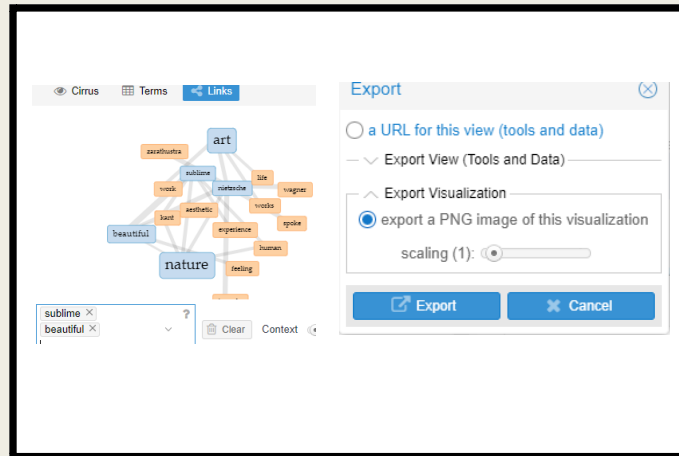 Cirrus Terms Links
art
zarathustra
sublime
life
work
nietzsche
wagner
aesthetic
works
kant
spoke
experience
beautiful
human
nature
feeling
sublime ×
?
beautiful ×
Clear Context
Export
a URL for this view (tools and data)
Export View (Tools and Data)
Export Visualization
export a PNG image of this visualization
scaling (1):
Export Cancel